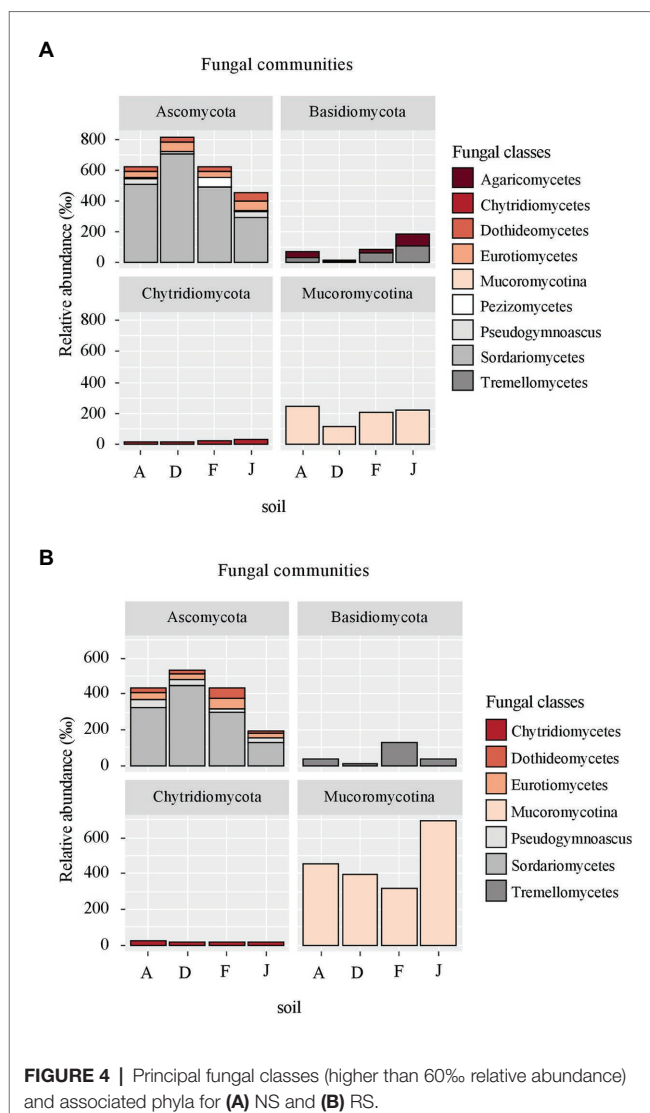 A
Fungal communities
Ascomycota
Basidiomycota
Chytridiomycota
Mucoromycotina
Relative abundance (‰)
800
600
400
200
0
800
600
400
200
0
A D F J A D F J
soil
Fungal classes
Agaricomycetes
Chytridiomycetes
Dothideomycetes
Eurotiomycetes
Mucoromycotina
Pezizomycetes
Pseudogymnoascus
Sordariomycetes
Tremellomycetes
B
Fungal communities
Ascomycota
Basidiomycota
Chytridiomycota
Mucoromycotina
Relative abundance (‰)
600
400
200
0
600
400
200
0
A D F J A D F J
soil
Fungal classes
Chytridiomycetes
Dothideomycetes
Eurotiomycetes
Mucoromycotina
Pseudogymnoascus
Sordariomycetes
Tremellomycetes
FIGURE 4 | Principal fungal classes (higher than 60‰ relative abundance)
and associated phyla for (A) NS and (B) RS.